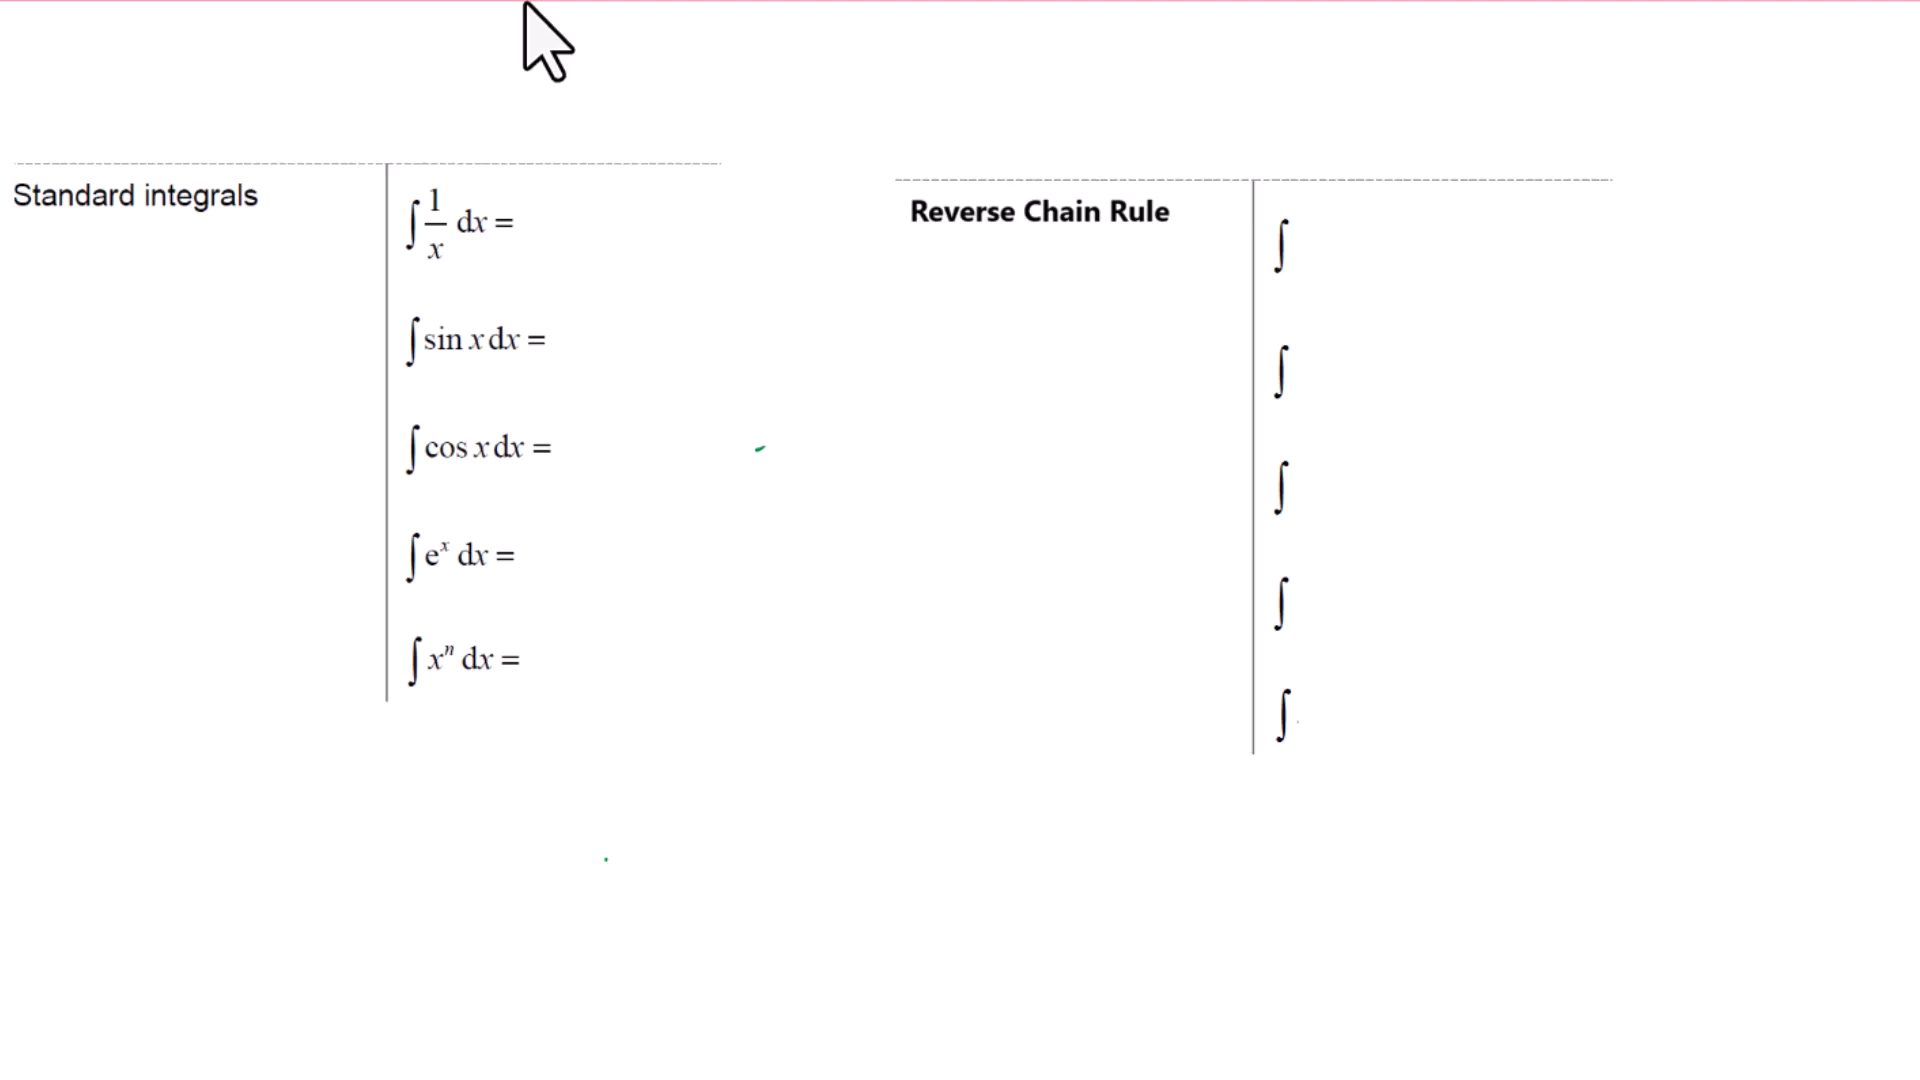 Standard integrals
∫ 1/x dx =
∫ sin x dx =
∫ cos x dx =
∫ eˣ dx =
∫ xⁿ dx =
Reverse Chain Rule
∫
∫
∫
∫
∫